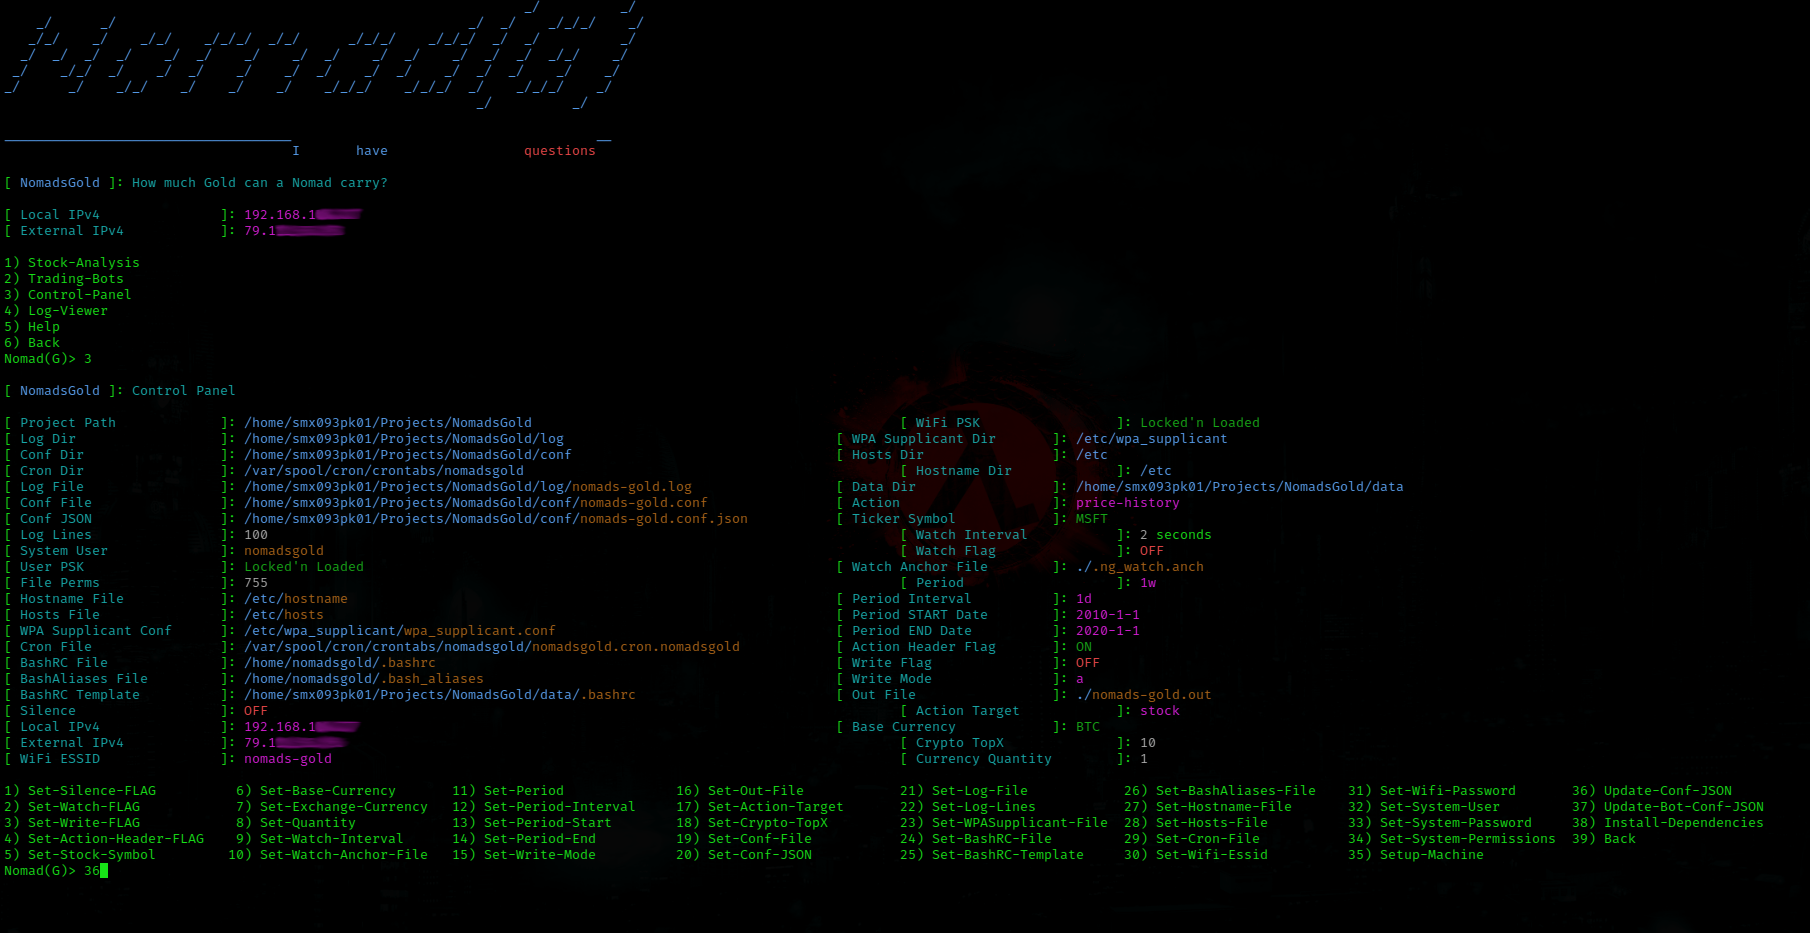 Nomad(G)
I have questions
[ NomadsGold ]: How much Gold can a Nomad carry?
[ Local IPv4 ]: 192.168.1
[ External IPv4 ]: 79.1
1) Stock-Analysis
2) Trading-Bots
3) Control-Panel
4) Log-Viewer
5) Help
6) Back
Nomad(G)> 3
[ NomadsGold ]: Control Panel
[ Project Path ]: /home/smx093pk01/Projects/NomadsGold [ WiFi PSK ]: Locked'n Loaded
[ Log Dir ]: /home/smx093pk01/Projects/NomadsGold/log [ WPA Supplicant Dir ]: /etc/wpa_supplicant
[ Conf Dir ]: /home/smx093pk01/Projects/NomadsGold/conf [ Hosts Dir ]: /etc
[ Cron Dir ]: /var/spool/cron/crontabs/nomadsgold [ Hostname Dir ]: /etc
[ Log File ]: /home/smx093pk01/Projects/NomadsGold/log/nomads-gold.log [ Data Dir ]: /home/smx093pk01/Projects/NomadsGold/data
[ Conf File ]: /home/smx093pk01/Projects/NomadsGold/conf/nomads-gold.conf [ Action ]: price-history
[ Conf JSON ]: /home/smx093pk01/Projects/NomadsGold/conf/nomads-gold.conf.json [ Ticker Symbol ]: MSFT
[ Log Lines ]: 100 [ Watch Interval ]: 2 seconds
[ System User ]: nomadsgold [ Watch Flag ]: OFF
[ User PSK ]: Locked'n Loaded [ Watch Anchor File ]: ./.ng_watch.anch
[ File Perms ]: 755 [ Period ]: 1w
[ Hostname File ]: /etc/hostname [ Period Interval ]: 1d
[ Hosts File ]: /etc/hosts [ Period START Date ]: 2010-1-1
[ WPA Supplicant Conf ]: /etc/wpa_supplicant/wpa_supplicant.conf [ Period END Date ]: 2020-1-1
[ Cron File ]: /var/spool/cron/crontabs/nomadsgold/nomadsgold.cron.nomadsgold [ Action Header Flag ]: ON
[ BashRC File ]: /home/nomadsgold/.bashrc [ Write Flag ]: OFF
[ BashAliases File ]: /home/nomadsgold/.bash_aliases [ Write Mode ]: a
[ BashRC Template ]: /home/smx093pk01/Projects/NomadsGold/data/.bashrc [ Out File ]: ./nomads-gold.out
[ Silence ]: OFF [ Action Target ]: stock
[ Local IPv4 ]: 192.168.1 [ Base Currency ]: BTC
[ External IPv4 ]: 79.1 [ Crypto TopX ]: 10
[ WiFi ESSID ]: nomads-gold [ Currency Quantity ]: 1
1) Set-Silence-FLAG 6) Set-Base-Currency 11) Set-Period 16) Set-Out-File 21) Set-Log-File 26) Set-BashAliases-File 31) Set-Wifi-Password 36) Update-Conf-JSON
2) Set-Watch-FLAG 7) Set-Exchange-Currency 12) Set-Period-Interval 17) Set-Action-Target 22) Set-Log-Lines 27) Set-Hostname-File 32) Set-System-User 37) Update-Bot-Conf-JSON
3) Set-Write-FLAG 8) Set-Quantity 13) Set-Period-Start 18) Set-Crypto-TopX 23) Set-WPASupplicant-File 28) Set-Hosts-File 33) Set-System-Password 38) Install-Dependencies
4) Set-Action-Header-FLAG 9) Set-Watch-Interval 14) Set-Period-End 19) Set-Conf-File 24) Set-BashRC-File 29) Set-Cron-File 34) Set-System-Permissions 39) Back
5) Set-Stock-Symbol 10) Set-Watch-Anchor-File 15) Set-Write-Mode 20) Set-Conf-JSON 25) Set-BashRC-Template 30) Set-Wifi-Essid 35) Setup-Machine
Nomad(G)> 36